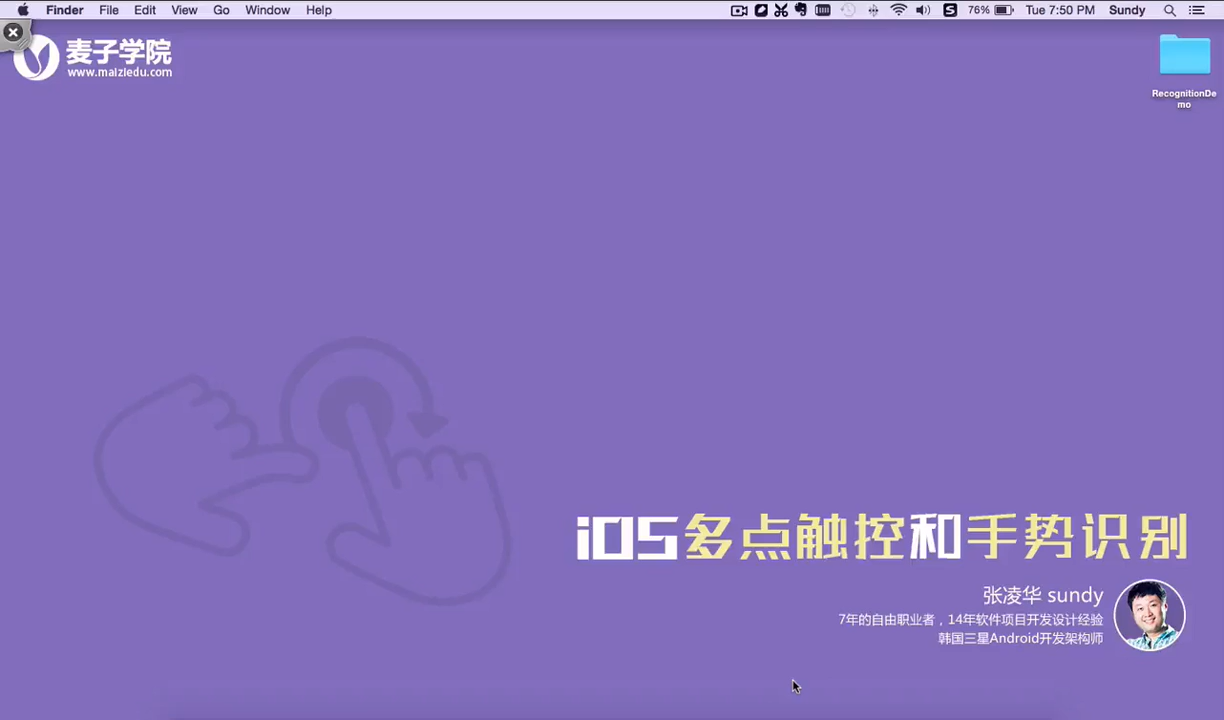 Finder File Edit View Go Window Help 76% Tue 7:50 PM Sundy
麦子学院
www.maiziedu.com
RecognitionDe
mo
iOS多点触控和手势识别
张凌华 sundy
7年的自由职业者，14年软件项目开发设计经验
韩国三星Android开发架构师